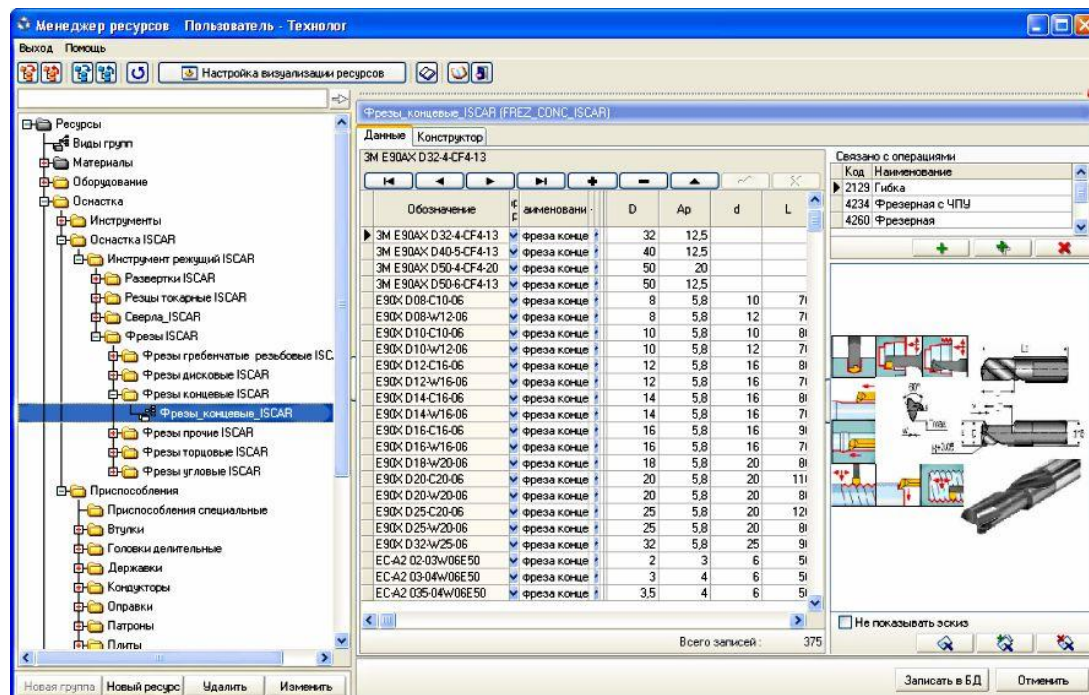 Менеджер ресурсов Пользователь - Технолог
Выход Помощь
Настройка визуализации ресурсов
Ресурсы
Виды групп
Материалы
Оборудование
Оснастка
Инструменты
Оснастка ISCAR
Инструмент режущий ISCAR
Развертки ISCAR
Резцы токарные ISCAR
Сверла_ISCAR
Фрезы ISCAR
Фрезы гребенчатые резьбовые ISC
Фрезы дисковые ISCAR
Фрезы концевые ISCAR
Фрезы_концевые_ISCAR
Фрезы прочие ISCAR
Фрезы торцовые ISCAR
Фрезы угловые ISCAR
Приспособления
Приспособления специальные
Втулки
Головки делительные
Державки
Кондукторы
Оправки
Патроны
Плиты
Новая группа Новый ресурс Удалить Изменить
Фрезы_концевые_ISCAR (FREZ_CONC_ISCAR)
Данные Конструктор
3M E90AX D32-4-CF4-13
Обозначение аименовани D Ap d L
3M E90AX D32-4-CF4-13 фреза конце 32 12,5
3M E90AX D40-5-CF4-13 фреза конце 40 12,5
3M E90AX D50-4-CF4-20 фреза конце 50 20
3M E90AX D50-6-CF4-13 фреза конце 50 12,5
E90X D08-C10-06 фреза конце 8 5,8 10
E90X D08-W12-06 фреза конце 8 5,8 12
E90X D10-C10-06 фреза конце 10 5,8 10
E90X D10-W12-06 фреза конце 10 5,8 12
E90X D12-C16-06 фреза конце 12 5,8 16
E90X D12-W16-06 фреза конце 12 5,8 16
E90X D14-C16-06 фреза конце 14 5,8 16
E90X D14-W16-06 фреза конце 14 5,8 16
E90X D16-C16-06 фреза конце 16 5,8 16
E90X D16-W16-06 фреза конце 16 5,8 16
E90X D18-W20-06 фреза конце 18 5,8 20
E90X D20-C20-06 фреза конце 20 5,8 20
E90X D20-W20-06 фреза конце 20 5,8 20
E90X D25-C20-06 фреза конце 25 5,8 20
E90X D25-W20-06 фреза конце 25 5,8 20
E90X D32-W25-06 фреза конце 32 5,8 25
EC-A2 02-03W06E50 фреза конце 2 3 6
EC-A2 03-04W06E50 фреза конце 3 4 6
EC-A2 035-04W06E50 фреза конце 3,5 4 6
Всего записей: 375
Связано с операциями
Код Наименование
2129 Гибка
4234 Фрезерная с ЧПУ
4260 Фрезерная
60°
Не показывать эскиз
Записать в БД Отменить